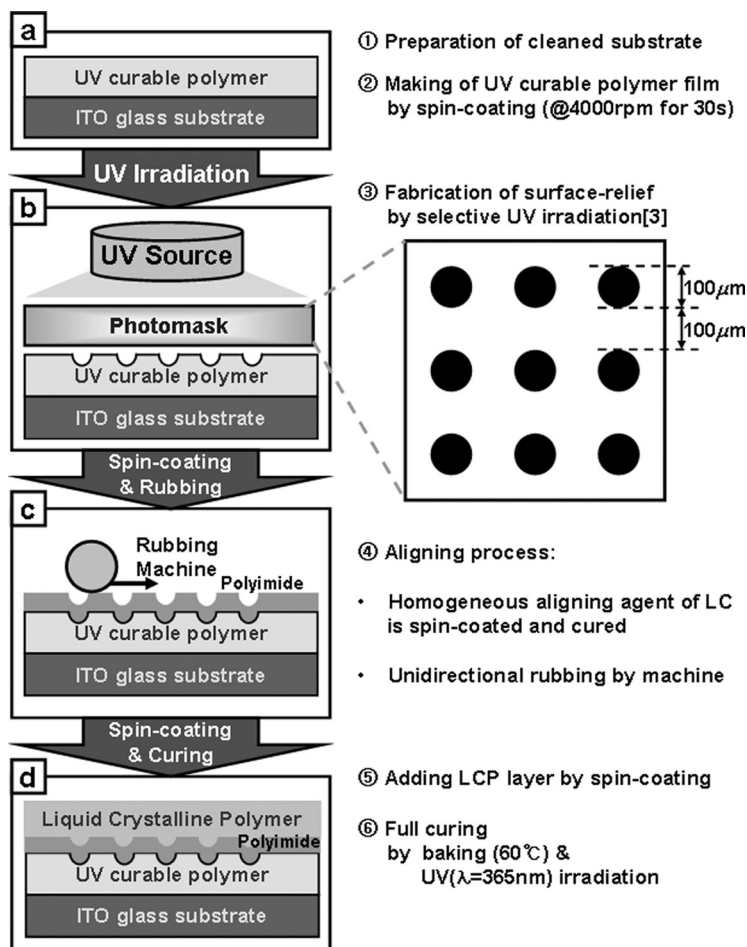 a
UV curable polymer
ITO glass substrate
① Preparation of cleaned substrate
② Making of UV curable polymer film
by spin-coating (@4000rpm for 30s)
UV Irradiation
b
UV Source
Photomask
UV curable polymer
ITO glass substrate
③ Fabrication of surface-relief
by selective UV irradiation[3]
100μm
100μm
Spin-coating
& Rubbing
c
Rubbing
Machine
Polyimide
UV curable polymer
ITO glass substrate
④ Aligning process:
• Homogeneous aligning agent of LC
is spin-coated and cured
• Unidirectional rubbing by machine
Spin-coating
& Curing
d
Liquid Crystalline Polymer
Polyimide
UV curable polymer
ITO glass substrate
⑤ Adding LCP layer by spin-coating
⑥ Full curing
by baking (60℃) &
UV(λ=365nm) irradiation